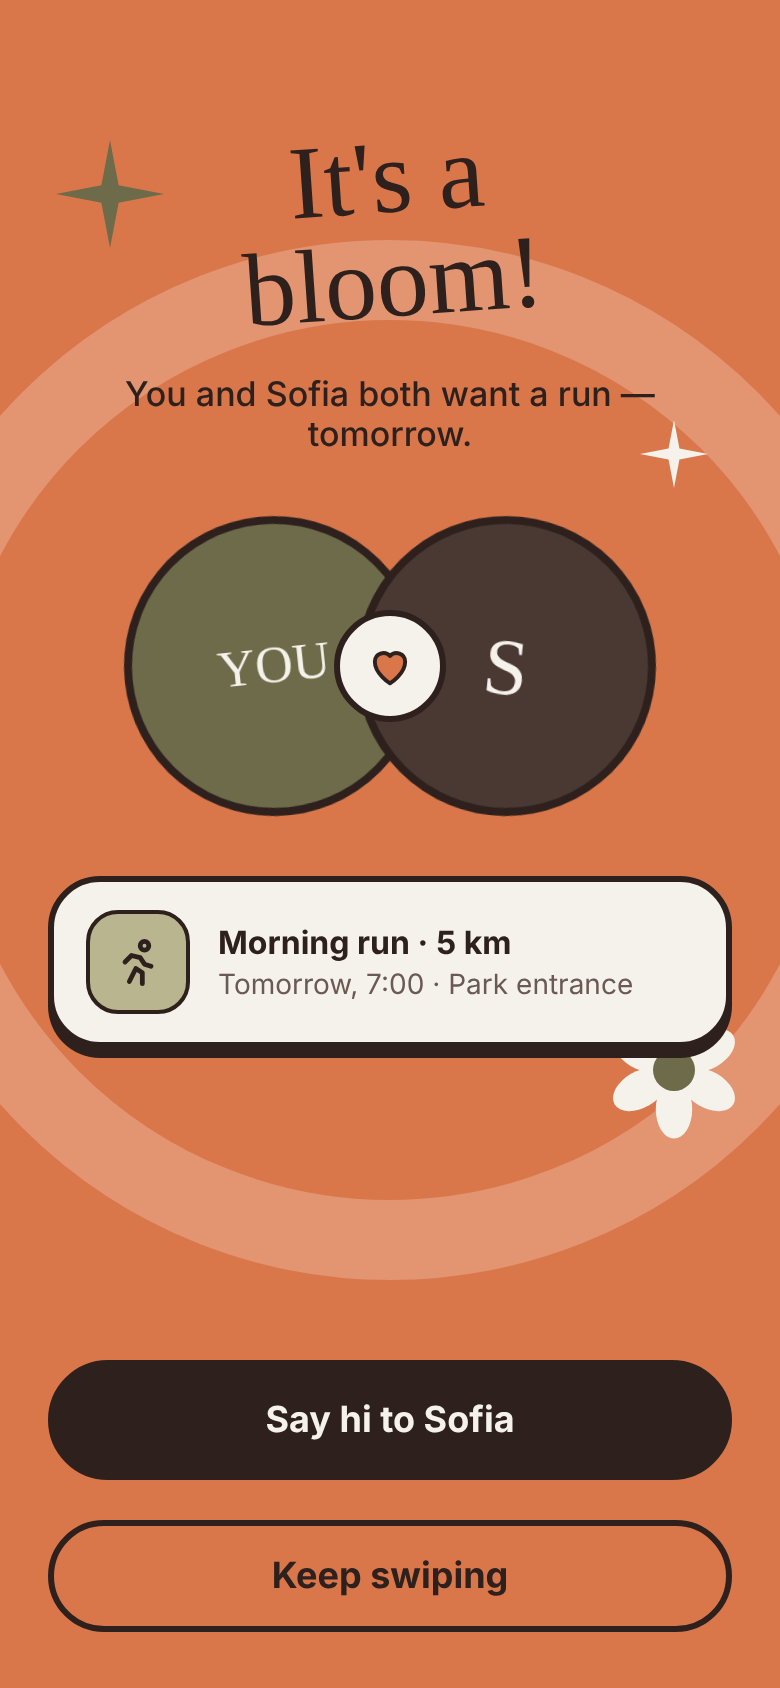 It's a
bloom!
You and Sofia both want a run —
tomorrow.
YOU
S
Morning run · 5 km
Tomorrow, 7:00 · Park entrance
Say hi to Sofia
Keep swiping